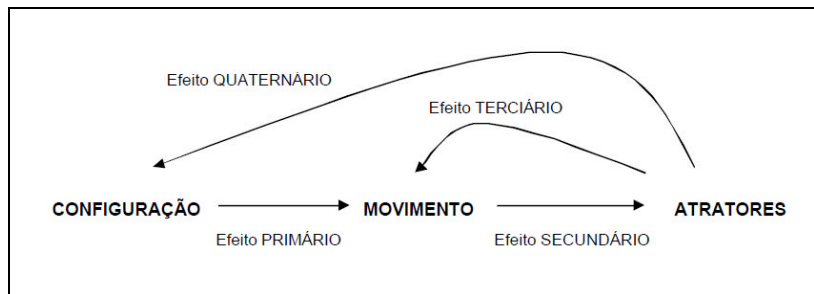 Efeito QUATERNÁRIO
Efeito TERCIÁRIO
CONFIGURAÇÃO
MOVIMENTO
ATRATORES
Efeito PRIMÁRIO
Efeito SECUNDÁRIO